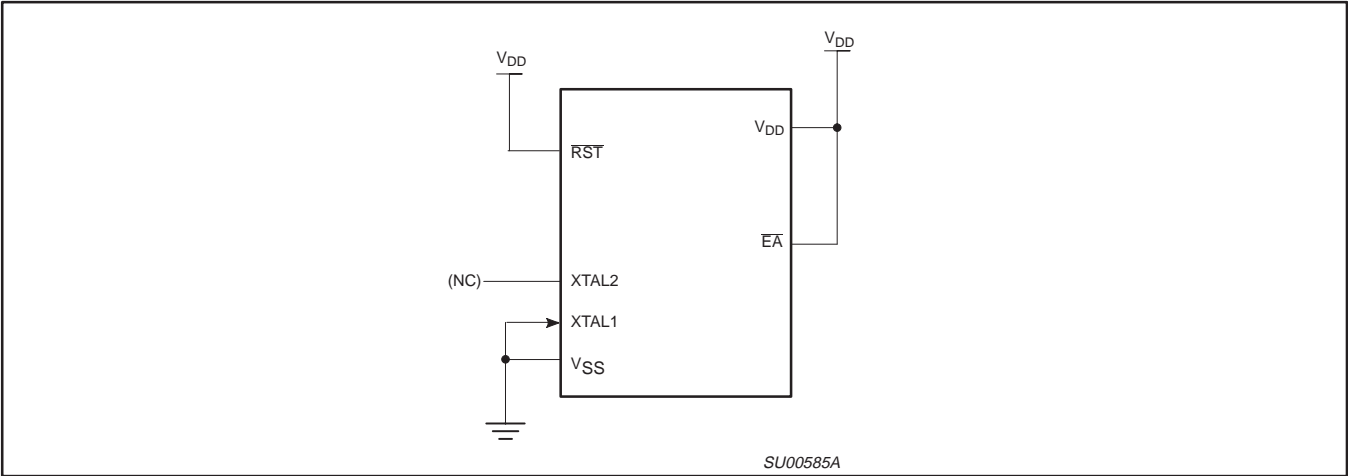 VDD
VDD
VDD
RST
EA
(NC)
XTAL2
XTAL1
VSS
SU00585A